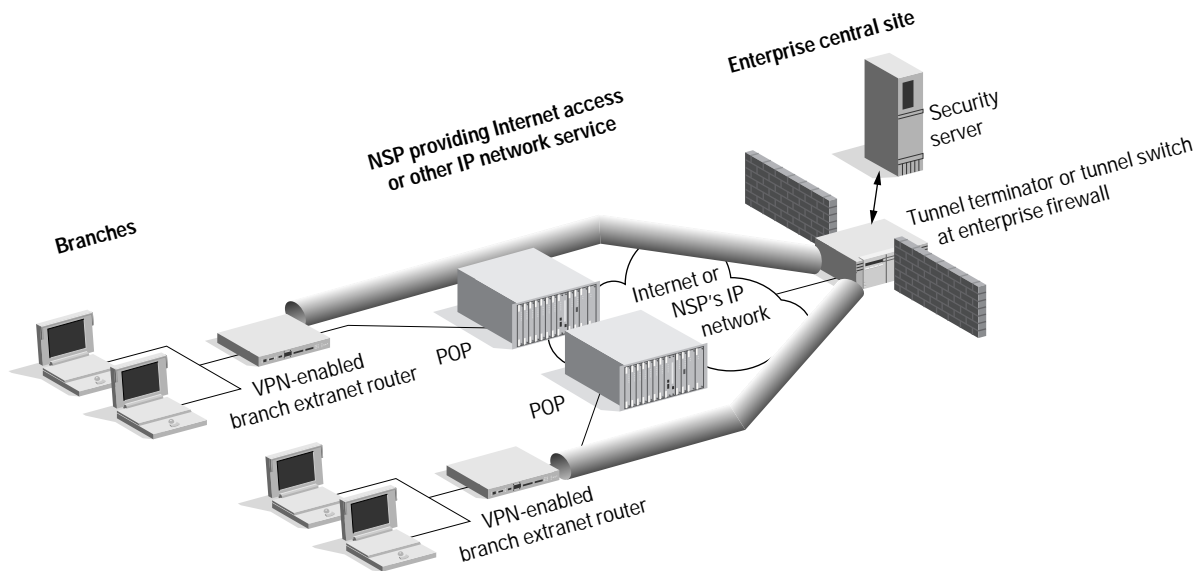 Enterprise central site
Security
server
NSP providing Internet access
or other IP network service
Tunnel terminator or tunnel switch
at enterprise firewall
Branches
Internet or
NSP's IP
network
POP
VPN-enabled
branch extranet router
POP
VPN-enabled
branch extranet router